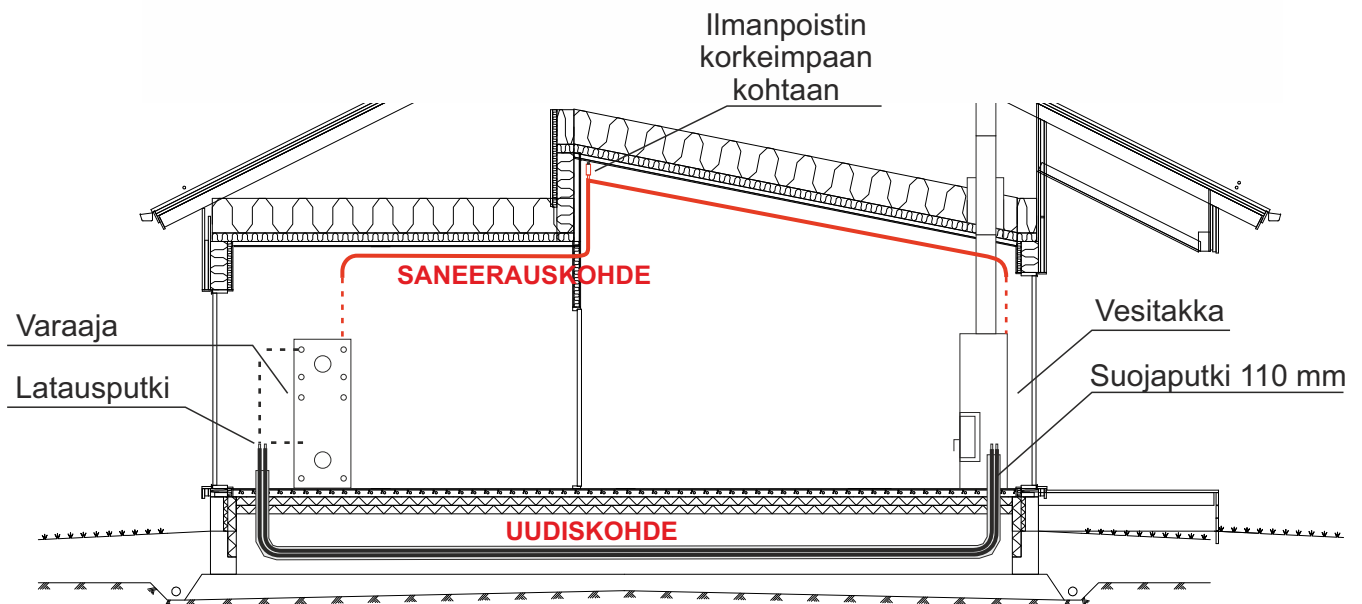 Ilmanpoistin
korkeimpaan
kohtaan
SANEERAUSKOHDE
Varaaja
Vesitakka
Latausputki
Suojaputki 110 mm
UUDISKOHDE